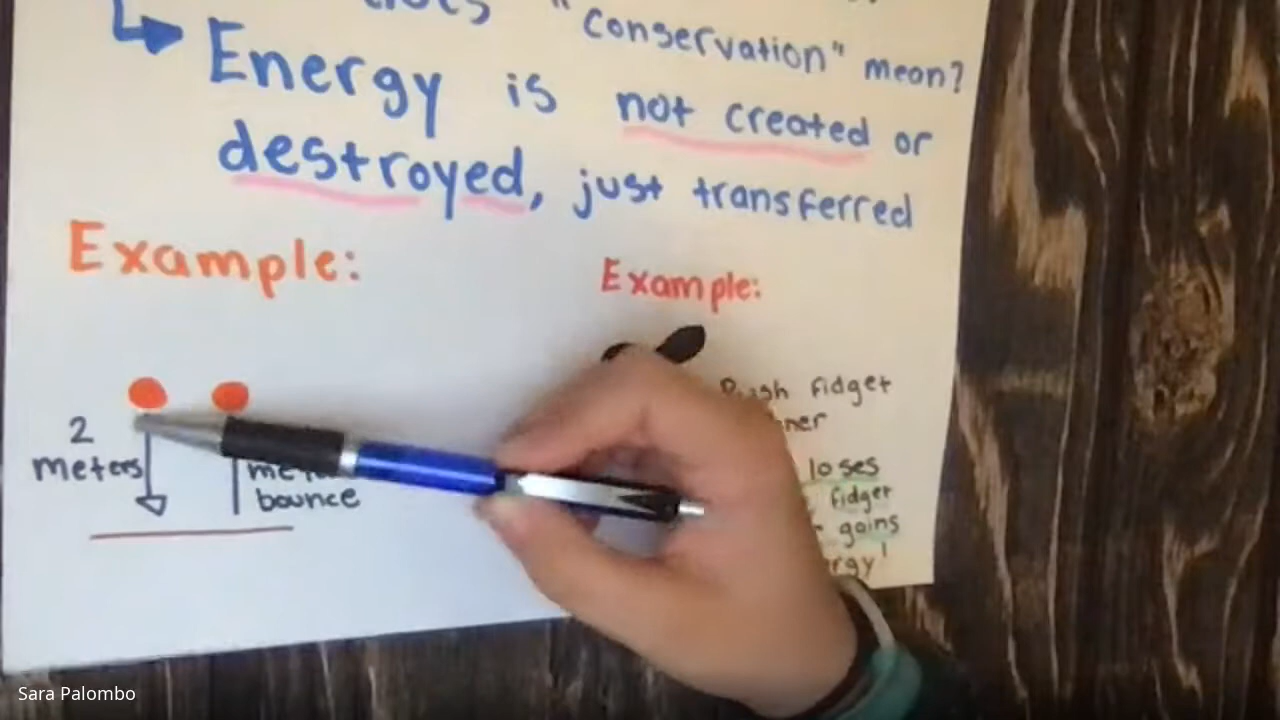 "conservation" mean?
Energy is not created or
destroyed, just transferred
Example:
2
meters
bounce
Example:
fidget
loses
fidget
gains
Sara Palombo